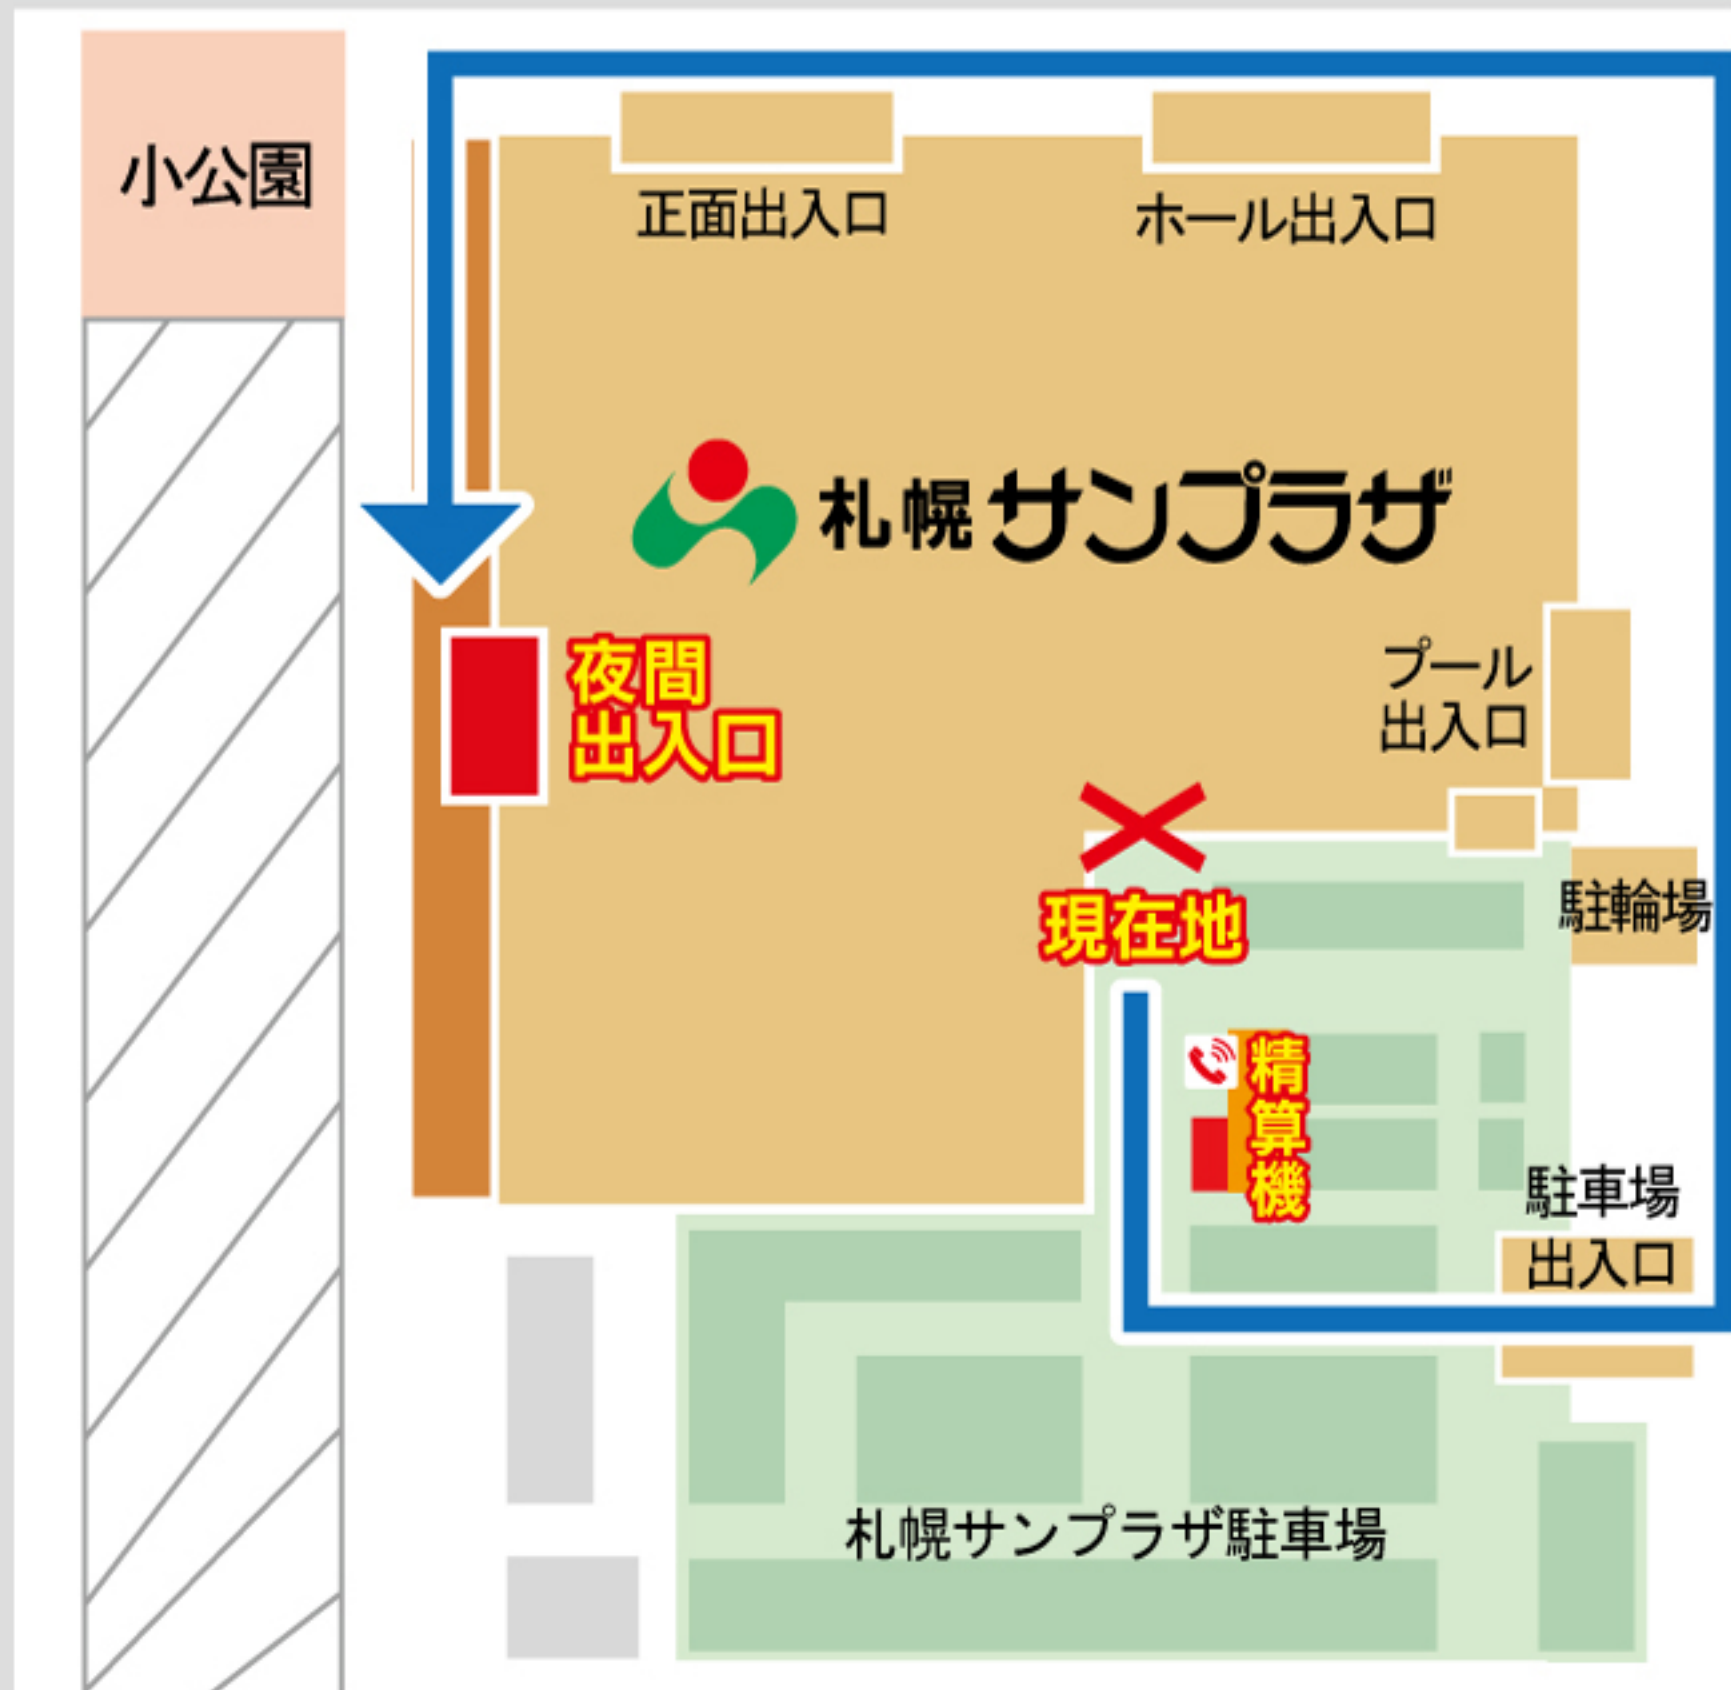 小公園
正面出入口
ホール出入口
札幌サンプラザ
夜間
出入口
プール
出入口
現在地
駐輪場
精算機
駐車場
出入口
札幌サンプラザ駐車場